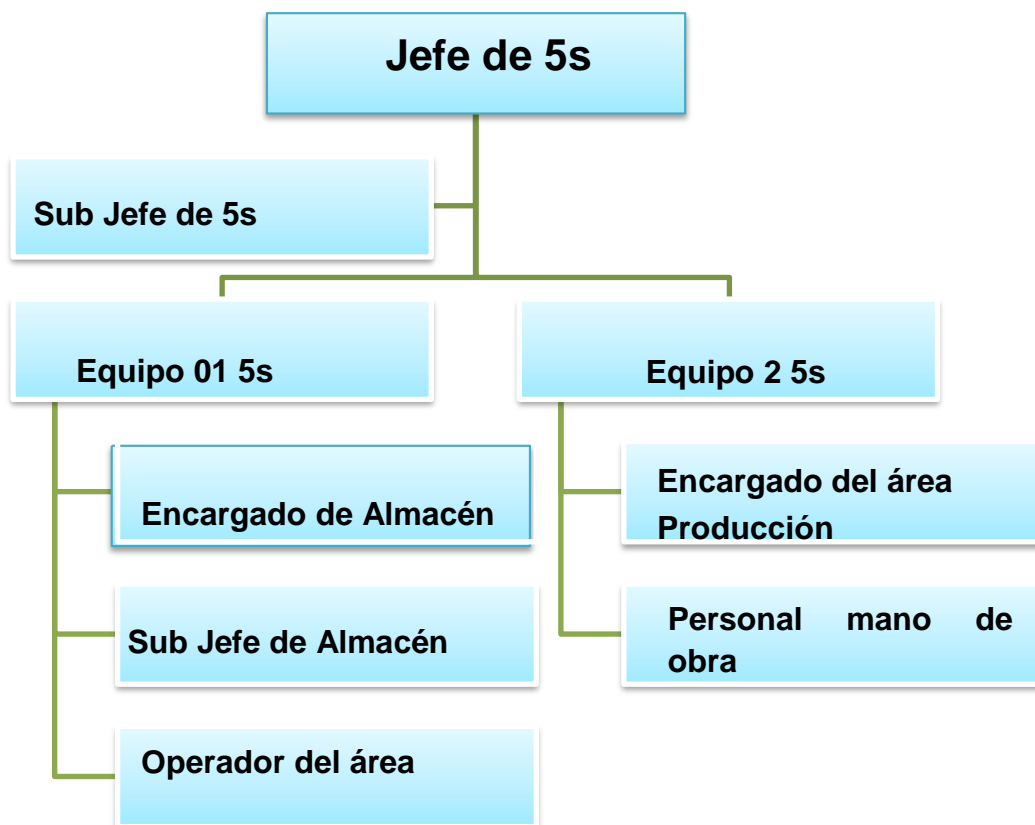 Jefe de 5s
Sub Jefe de 5s
Equipo 01 5s
Equipo 2 5s
Encargado de Almacén
Sub Jefe de Almacén
Operador del área
Encargado del área
Producción
Personal mano de
obra